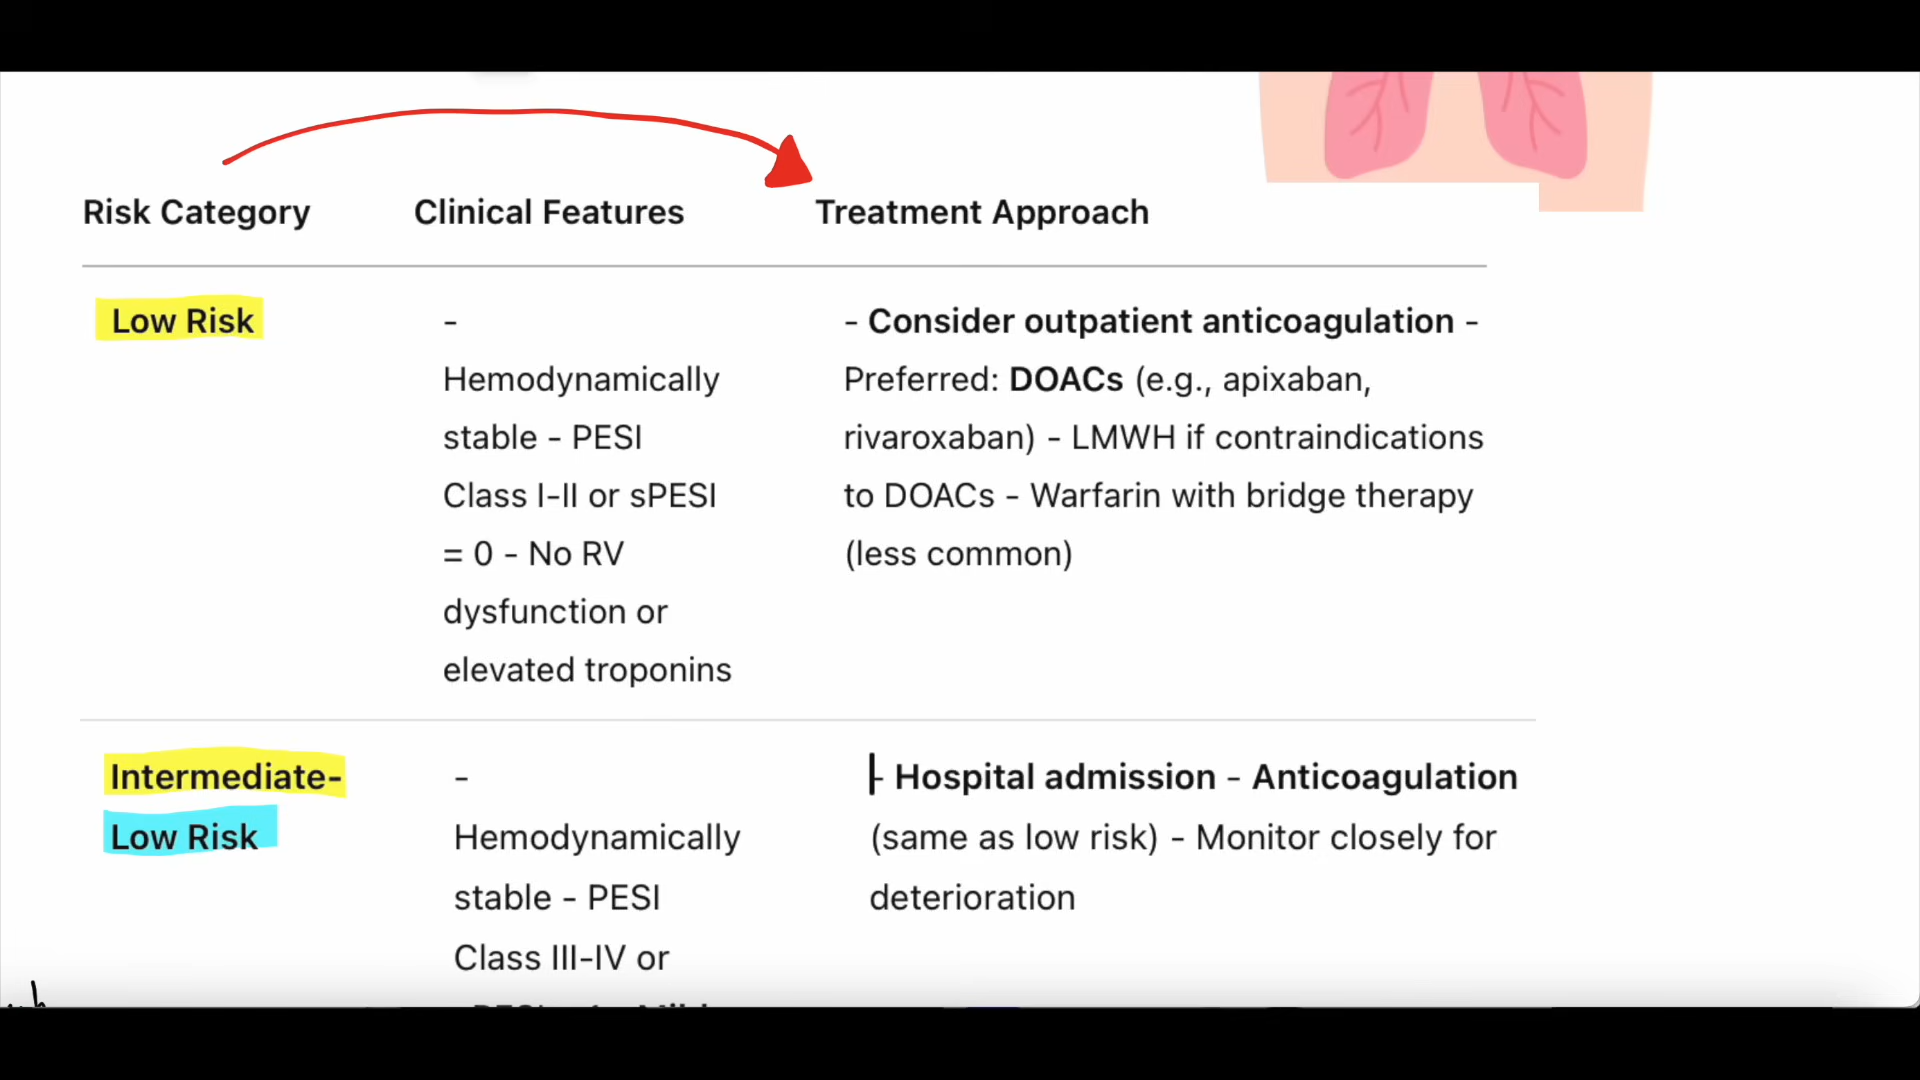 Risk Category Clinical Features Treatment Approach
Low Risk - - Consider outpatient anticoagulation -
Hemodynamically Preferred: DOACs (e.g., apixaban,
stable - PESI rivaroxaban) - LMWH if contraindications
Class I-II or sPESI to DOACs - Warfarin with bridge therapy
= 0 - No RV (less common)
dysfunction or
elevated troponins
Intermediate- - - Hospital admission - Anticoagulation
Low Risk Hemodynamically (same as low risk) - Monitor closely for
stable - PESI deterioration
Class III-IV or